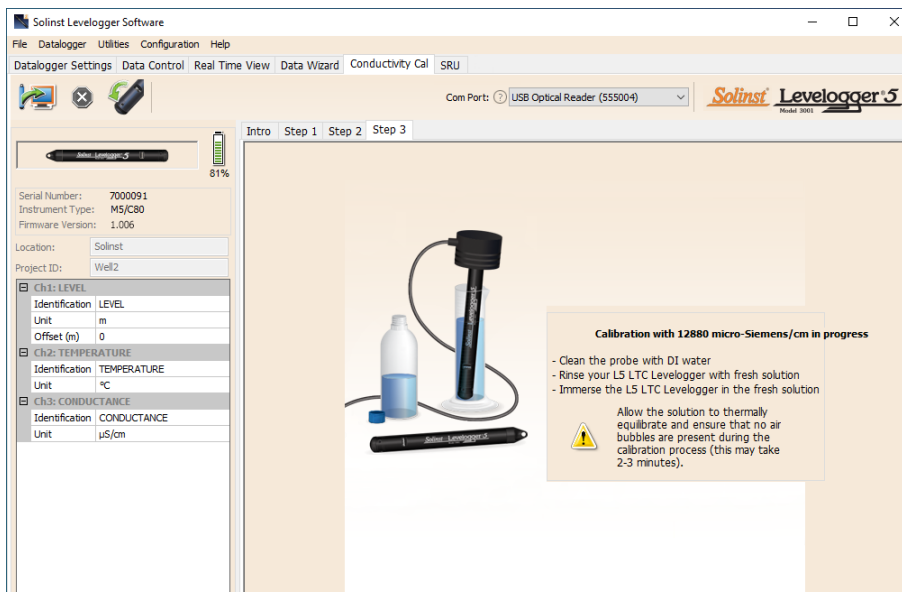 Solinst Levelogger Software
File Datalogger Utilities Configuration Help
Datalogger Settings Data Control Real Time View Data Wizard Conductivity Cal SRU
Com Port: ? USB Optical Reader (555004)
Solinst Levelogger 5
Model 3001
Intro Step 1 Step 2 Step 3
Solinst Levelogger 5
81%
Serial Number: 7000091
Instrument Type: M5/C80
Firmware Version: 1.006
Location: Solinst
Project ID: Well2
Ch1: LEVEL
Identification LEVEL
Unit m
Offset (m) 0
Ch2: TEMPERATURE
Identification TEMPERATURE
Unit °C
Ch3: CONDUCTANCE
Identification CONDUCTANCE
Unit µS/cm
Calibration with 12880 micro-Siemens/cm in progress
- Clean the probe with DI water
- Rinse your L5 LTC Levelogger with fresh solution
- Immerse the L5 LTC Levelogger in the fresh solution
Allow the solution to thermally
equilibrate and ensure that no air
bubbles are present during the
calibration process (this may take
2-3 minutes).
Solinst Levelogger 5